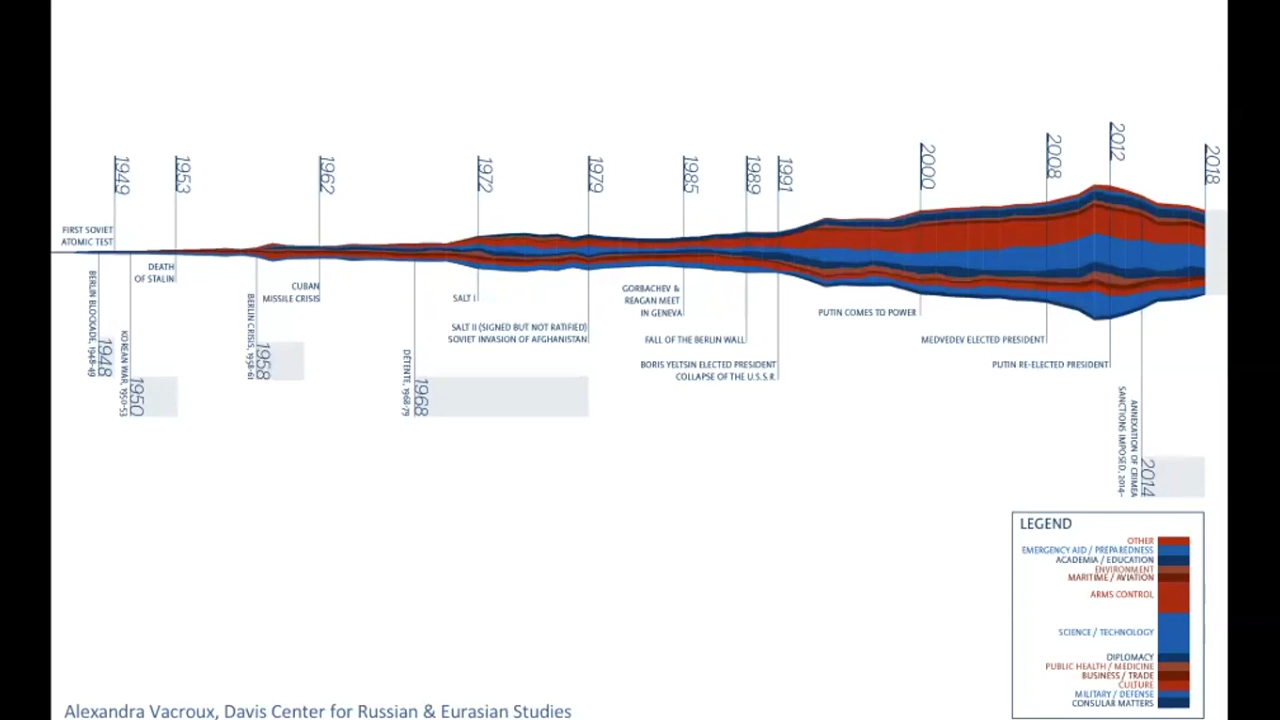 1949
1953
1962
1972
1979
1985
1989
1991
2000
2008
2012
2018
FIRST SOVIET
ATOMIC TEST
BERLIN BLOCKADE, 1948-49
1948
KOREAN WAR, 1950-53
1950
DEATH
OF STALIN
BERLIN CRISIS, 1958-61
1958
CUBAN
MISSILE CRISIS
DÉTENTE, 1968-79
1968
SALT I
SALT II (SIGNED BUT NOT RATIFIED)
SOVIET INVASION OF AFGHANISTAN
GORBACHEV &
REAGAN MEET
IN GENEVA
FALL OF THE BERLIN WALL
BORIS YELTSIN ELECTED PRESIDENT
COLLAPSE OF THE U.S.S.R.
PUTIN COMES TO POWER
MEDVEDEV ELECTED PRESIDENT
PUTIN RE-ELECTED PRESIDENT
ANNEXATION OF CRIMEA
SANCTIONS IMPOSED, 2014-
2014
LEGEND
OTHER
EMERGENCY AID / PREPAREDNESS
ACADEMIA / EDUCATION
ENVIRONMENT
MARITIME / AVIATION
ARMS CONTROL
SCIENCE / TECHNOLOGY
DIPLOMACY
PUBLIC HEALTH / MEDICINE
BUSINESS / TRADE
CULTURE
MILITARY / DEFENSE
CONSULAR MATTERS
Alexandra Vacroux, Davis Center for Russian & Eurasian Studies